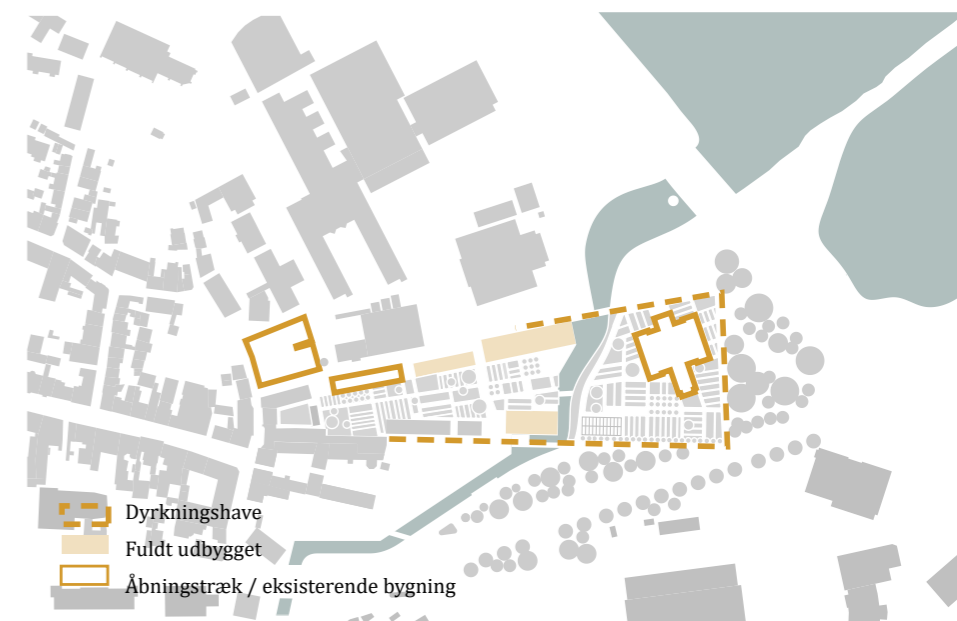 Dyrkningshave
Fuldt udbygget
Åbningstræk / eksisterende bygning